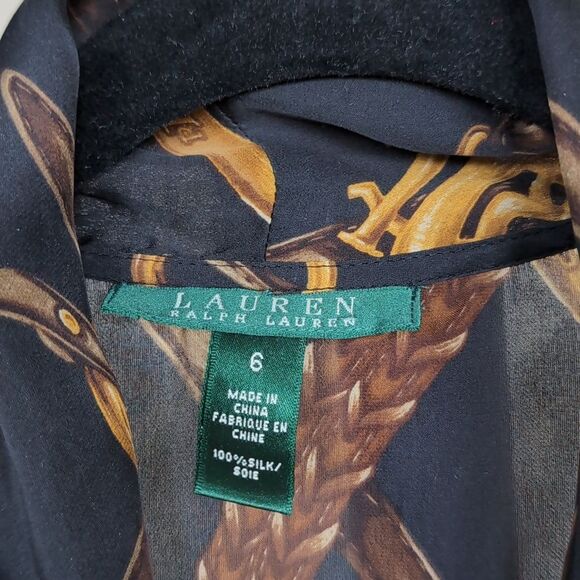 LAUREN
RALPH LAUREN
6
MADE IN
CHINA
FABRIQUE EN
CHINE
100%SILK/
SOIE